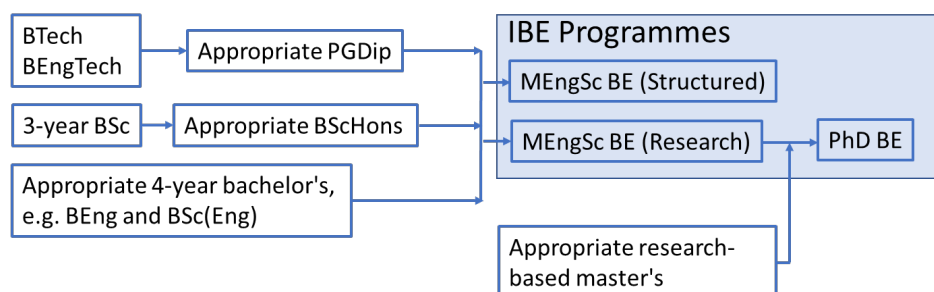 BTech
BEngTech
Appropriate PGDip
3-year BSc
Appropriate BScHons
Appropriate 4-year bachelor's,
e.g. BEng and BSc(Eng)
IBE Programmes
MEngSc BE (Structured)
MEngSc BE (Research)
PhD BE
Appropriate research-
based master's